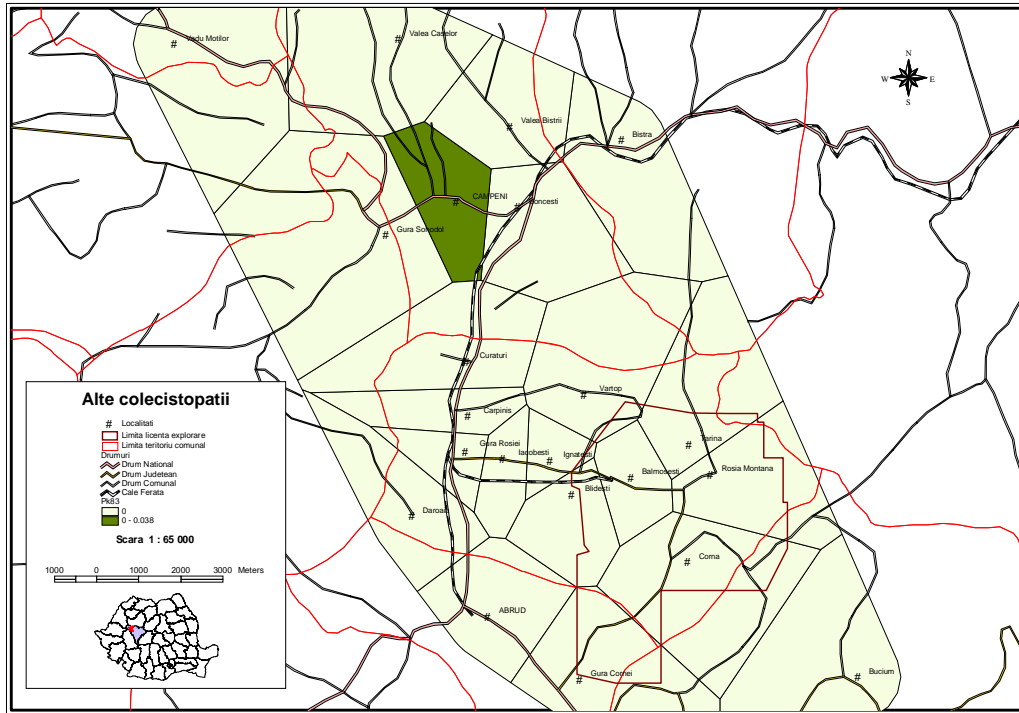 Vadu Motilor
Valea Caselor
N
W E
S
Valea Bistrii
Bistra
CAMPENI
Gura Sohodol
Curaturi
Vartop
Carpinis
Tarina
Gura Rosiei
Iacobesti
Ignatesti
Balmosesti
Rosia Montana
Blidesti
Daroaia
Corna
ABRUD
Gura Cornei
Bucium
Alte colecistopatii
# Localitati
Limita licenta explorare
Limita teritoriu comunal
Drumuri
Drum National
Drum Judetean
Drum Comunal
Cale Ferata
Pk83
0
0 - 0.038
Scara 1 : 65 000
1000 0 1000 2000 3000 Meters